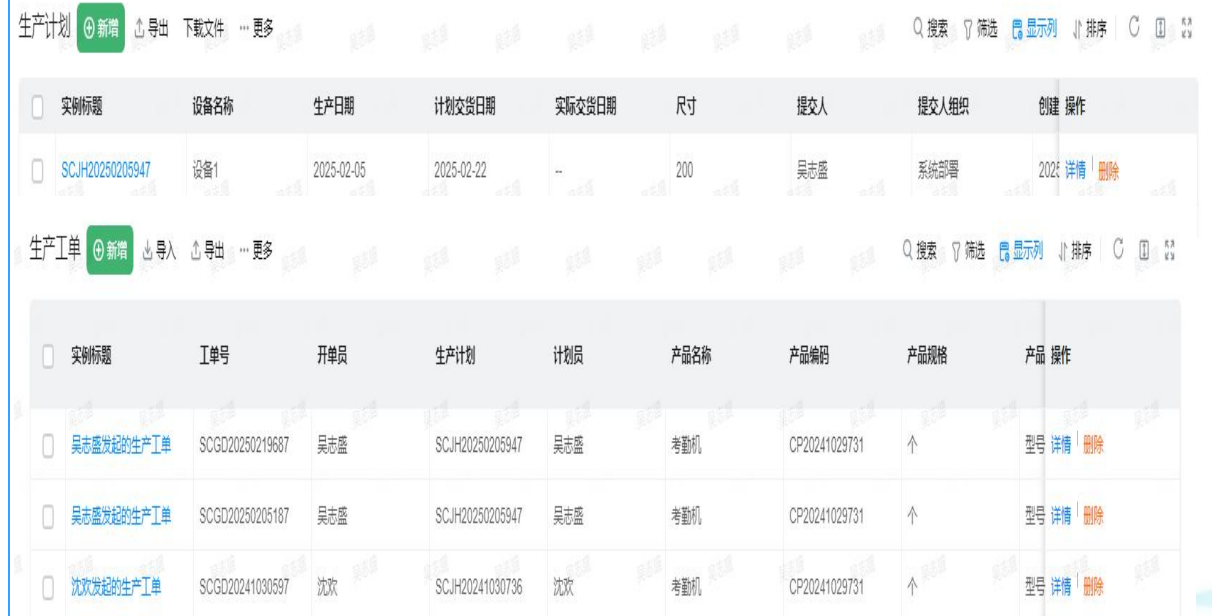 生产计划 新增 导出 下载文件 ··· 更多 搜索 筛选 显示列 排序
实例标题 设备名称 生产日期 计划交货日期 实际交货日期 尺寸 提交人 提交人组织 创建 操作
SCJH20250205947 设备1 2025-02-05 2025-02-22 -- 200 吴志盛 系统部署 2025 详情 删除
生产工单 新增 导入 导出 ··· 更多 搜索 筛选 显示列 排序
实例标题 工单号 开单员 生产计划 计划员 产品名称 产品编码 产品规格 产品 操作
吴志盛发起的生产工单 SCGD20250219687 吴志盛 SCJH20250205947 吴志盛 考勤机 CP20241029731 个 型号 详情 删除
吴志盛发起的生产工单 SCGD20250205187 吴志盛 SCJH20250205947 吴志盛 考勤机 CP20241029731 个 型号 详情 删除
沈欢发起的生产工单 SCGD20241030597 沈欢 SCJH20241030736 沈欢 考勤机 CP20241029731 个 型号 详情 删除